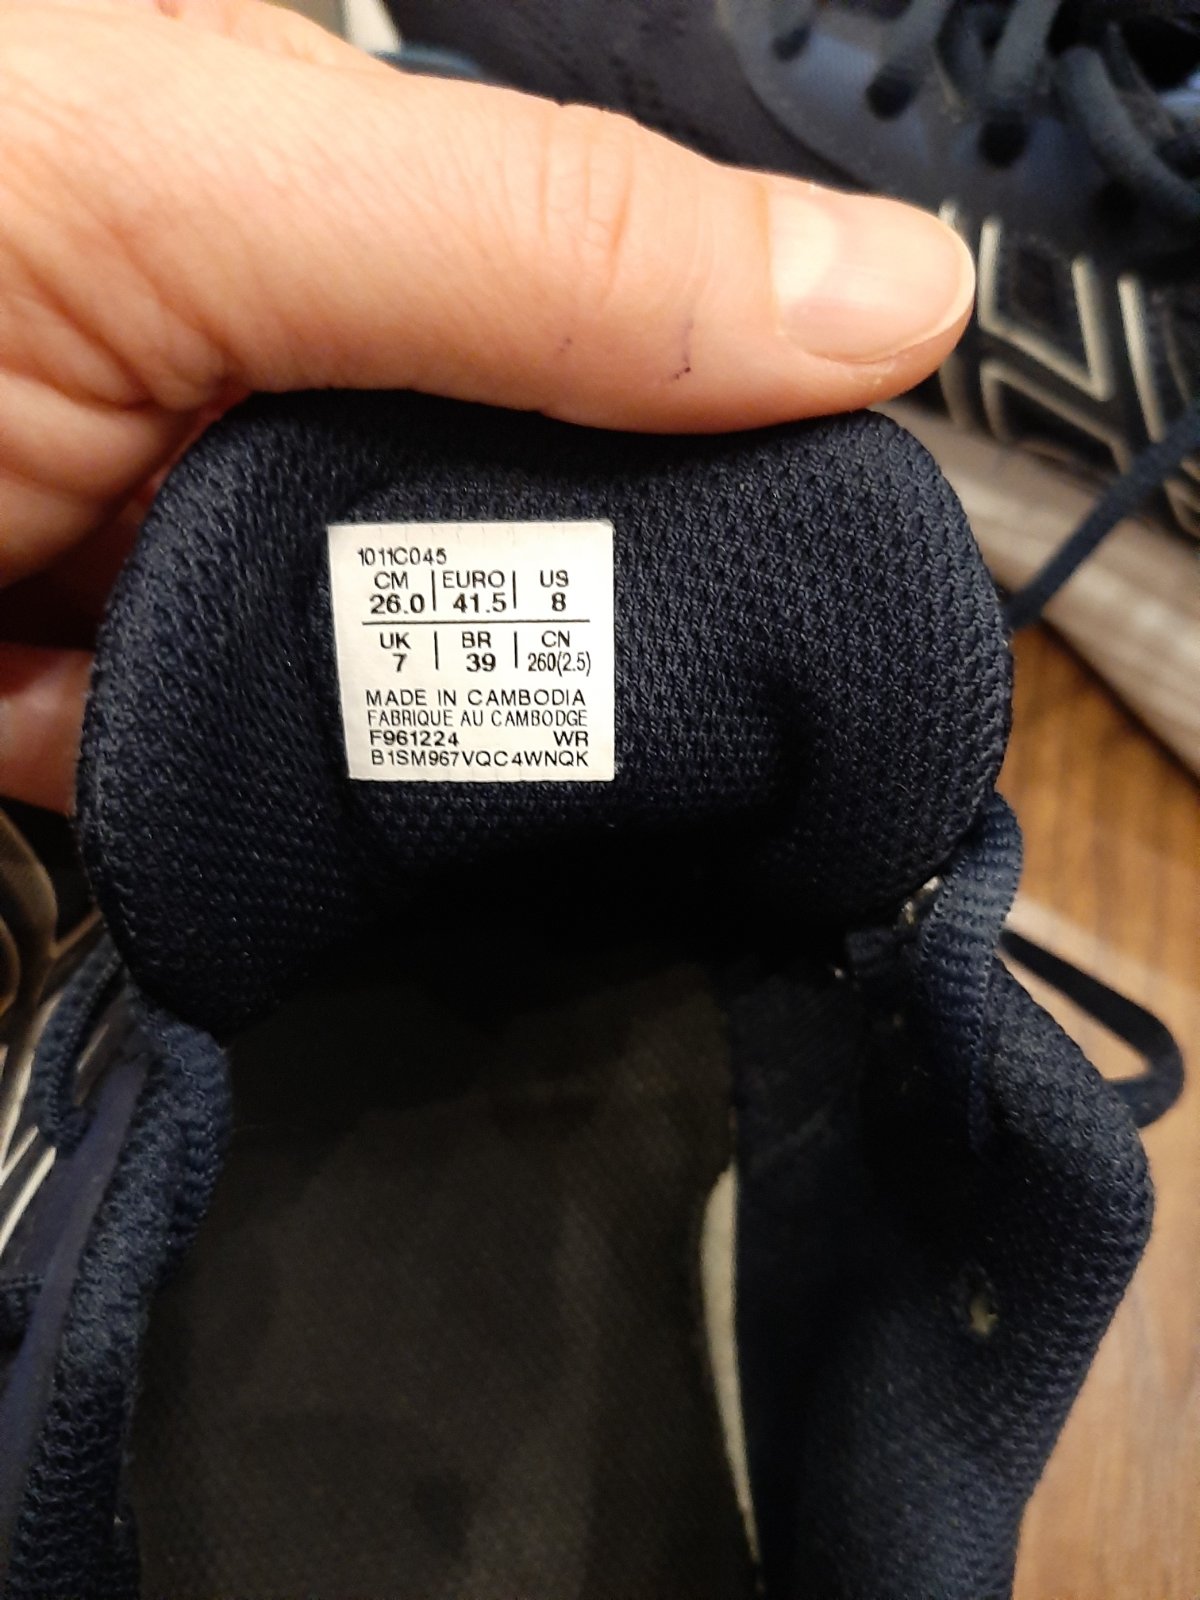 1011C045
CM | EURO | US
26.0 | 41.5 | 8
UK | BR | CN
7 | 39 | 260(2.5)
MADE IN CAMBODIA
FABRIQUE AU CAMBODGE
F961224 WR
B1SM967VQC4WNQK